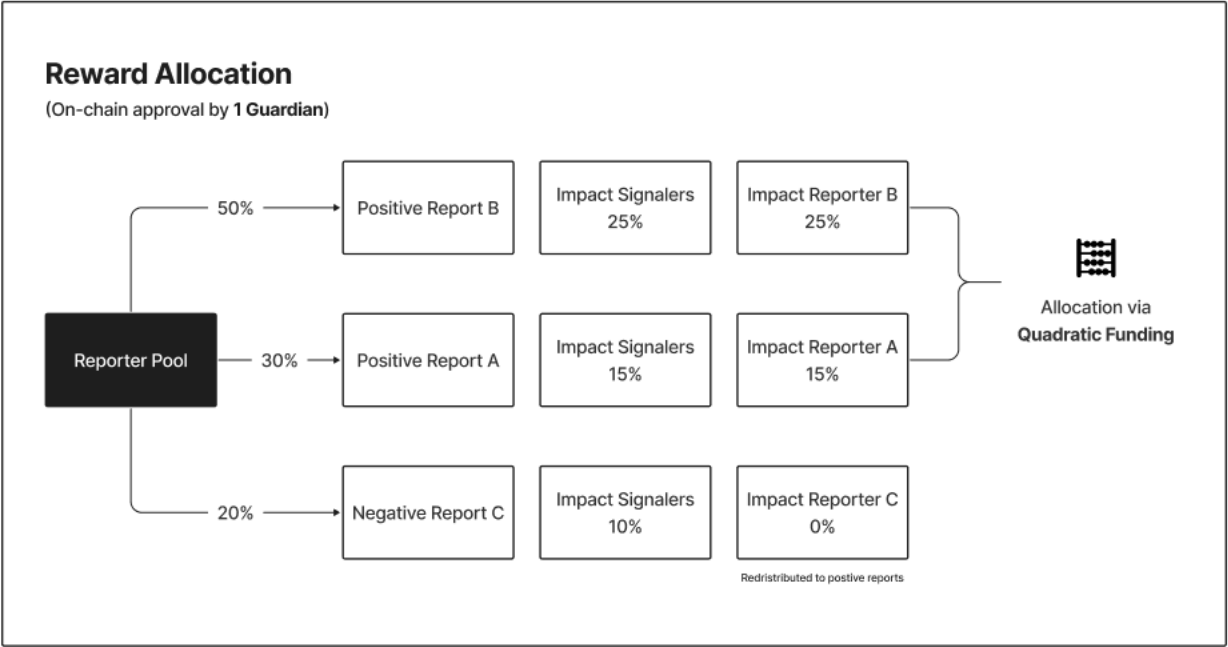 Reward Allocation
(On-chain approval by 1 Guardian)
50%
Positive Report B
Impact Signalers
25%
Impact Reporter B
25%
Reporter Pool
30%
Positive Report A
Impact Signalers
15%
Impact Reporter A
15%
Allocation via
Quadratic Funding
20%
Negative Report C
Impact Signalers
10%
Impact Reporter C
0%
Redristributed to postive reports